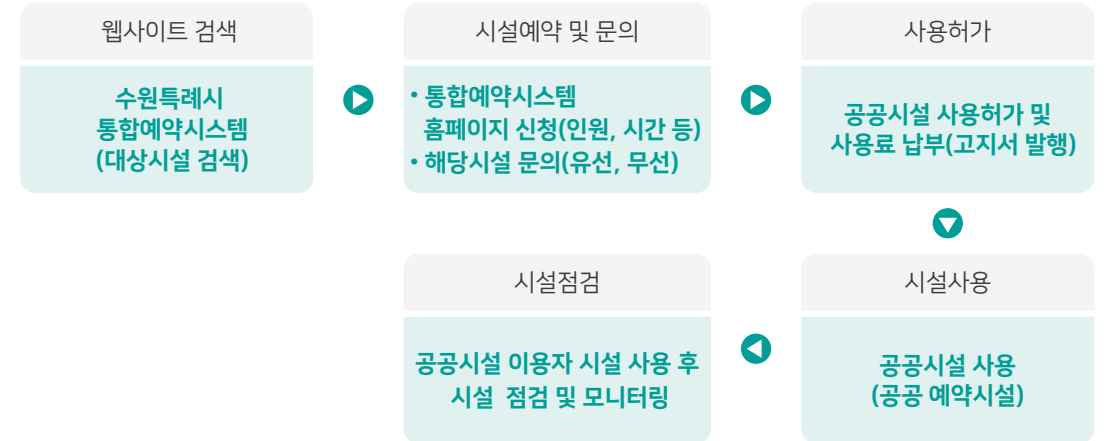 웹사이트 검색
수원특례시
통합예약시스템
(대상시설 검색)
시설예약 및 문의
• 통합예약시스템
홈페이지 신청(인원, 시간 등)
• 해당시설 문의(유선, 무선)
사용허가
공공시설 사용허가 및
사용료 납부(고지서 발행)
시설사용
공공시설 사용
(공공 예약시설)
시설점검
공공시설 이용자 시설 사용 후
시설 점검 및 모니터링